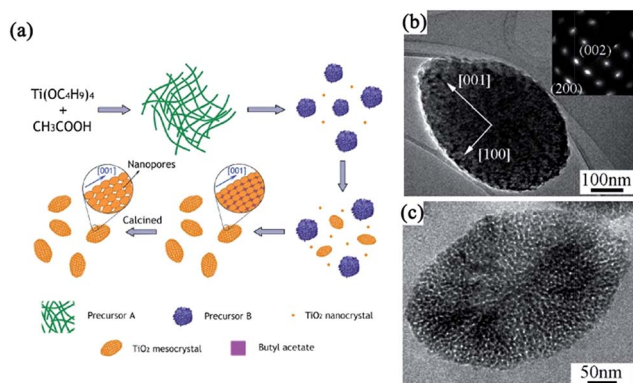 (a)
Ti(OC4H9)4
+
CH3COOH
[001]
Nanopores
[001]
Calcined
Precursor A
Precursor B
TiO2 nanocrystal
TiO2 mesocrystal
Butyl acetate
(b)
(002)
(200)
[001]
[100]
100nm
(c)
50nm